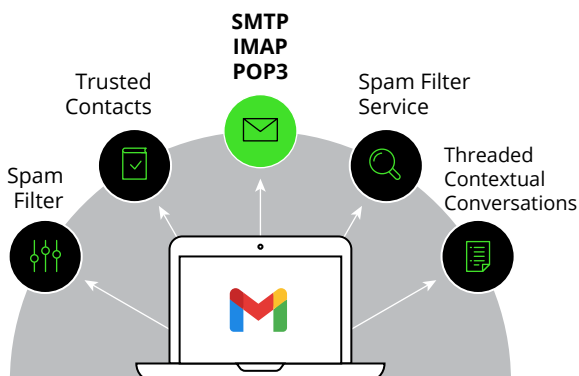 SMTP
IMAP
POP3
Trusted
Contacts
Spam Filter
Service
Spam
Filter
Threaded
Contextual
Conversations